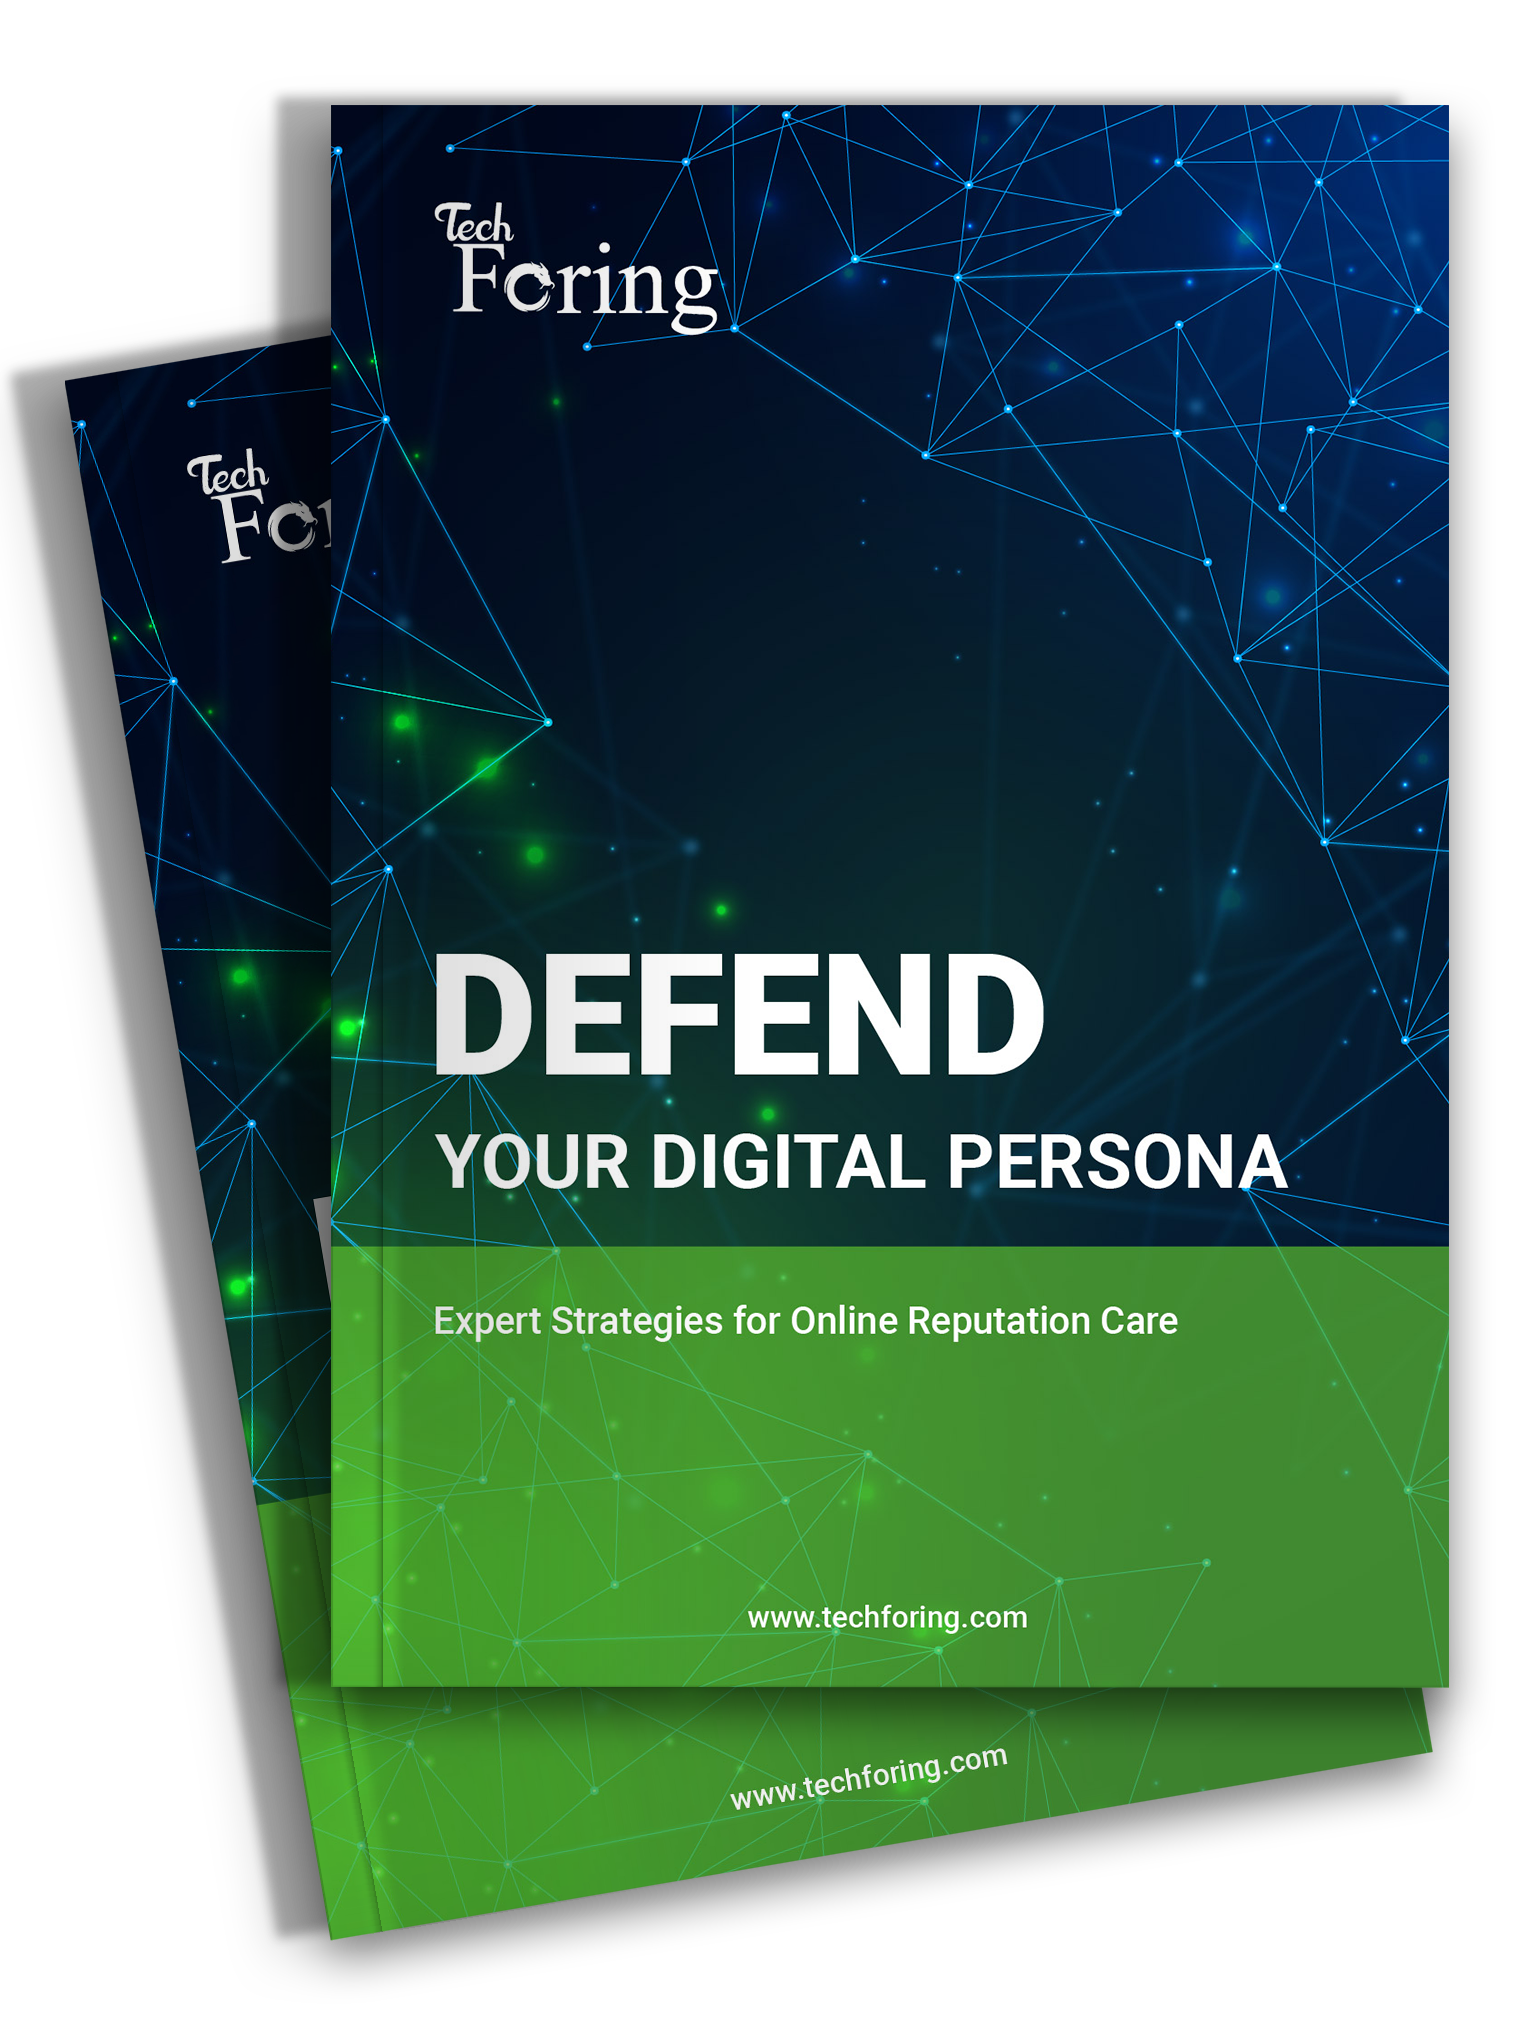 Tech
Foring
DEFEND
YOUR DIGITAL PERSONA
Expert Strategies for Online Reputation Care
www.techforing.com
Tech
www.techforing.com